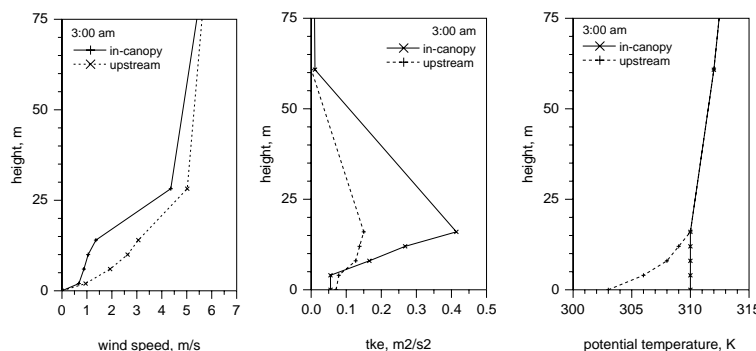 75
3:00 am
in-canopy
upstream
50
height, m
25
0
0 1 2 3 4 5 6 7
wind speed, m/s
75
3:00 am
in-canopy
upstream
50
height, m
25
0
0.0 0.1 0.2 0.3 0.4 0.5
tke, m2/s2
75
3:00 am
in-canopy
upstream
50
height, m
25
0
300 305 310 315
potential temperature, K